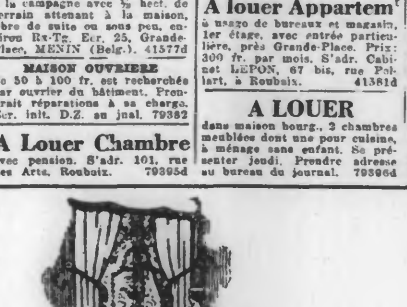 la campagne avec ½ hect. de
terrain attenant à la maison,
bre de suite ou sous peu, en-
viron Rx-Tg. Ecr. 25, Grande-
Place, MENIN (Belg.). 41577d
MAISON OUVRIERE
de 50 à 100 fr. est recherchée
par ouvrier du bâtiment. Pren-
drait réparations à sa charge.
Ecr. init. D.Z. au jnal. 79382
A Louer Chambre
avec pension. S'adr. 101, rue
des Arts, Roubaix. 79395d
A louer Appartemt
à usage de bureaux et magasin,
1er étage, avec entrée particu-
lière, près Grande-Place. Prix:
300 fr. par mois. S'adr. Cabi-
net LEPON, 67 bis, rue Pel-
lart, à Roubaix. 41381d
A LOUER
dans maison bourg., 2 chambres
meublées dont une pour cuisine,
à ménage sans enfant. Se pré-
senter jeudi. Prendre adresse
au bureau du journal. 79396d